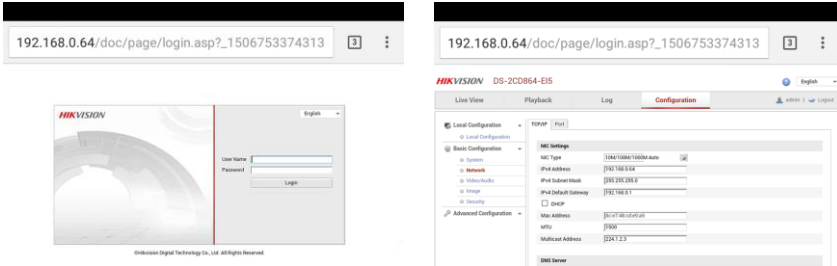 192.168.0.64/doc/page/login.asp?_1506753374313 3
HIKVISION English
User Name
Password
Login
©Hikvision Digital Technology Co., Ltd. All Rights Reserved.
192.168.0.64/doc/page/login.asp?_1506753374313 3
HIKVISION DS-2CD864-EI5 English
Live View Playback Log Configuration admin | Logout
Local Configuration
Local Configuration
Basic Configuration
System
Network
Video/Audio
Image
Security
Advanced Configuration
TCP/IP Port
NIC Settings
NIC Type 10M/100M/1000M Auto
IPv4 Address 192.168.0.64
IPv4 Subnet Mask 255.255.255.0
IPv4 Default Gateway 192.168.0.1
DHCP
Mac Address
MTU 1500
Multicast Address 224.1.2.3
DNS Server